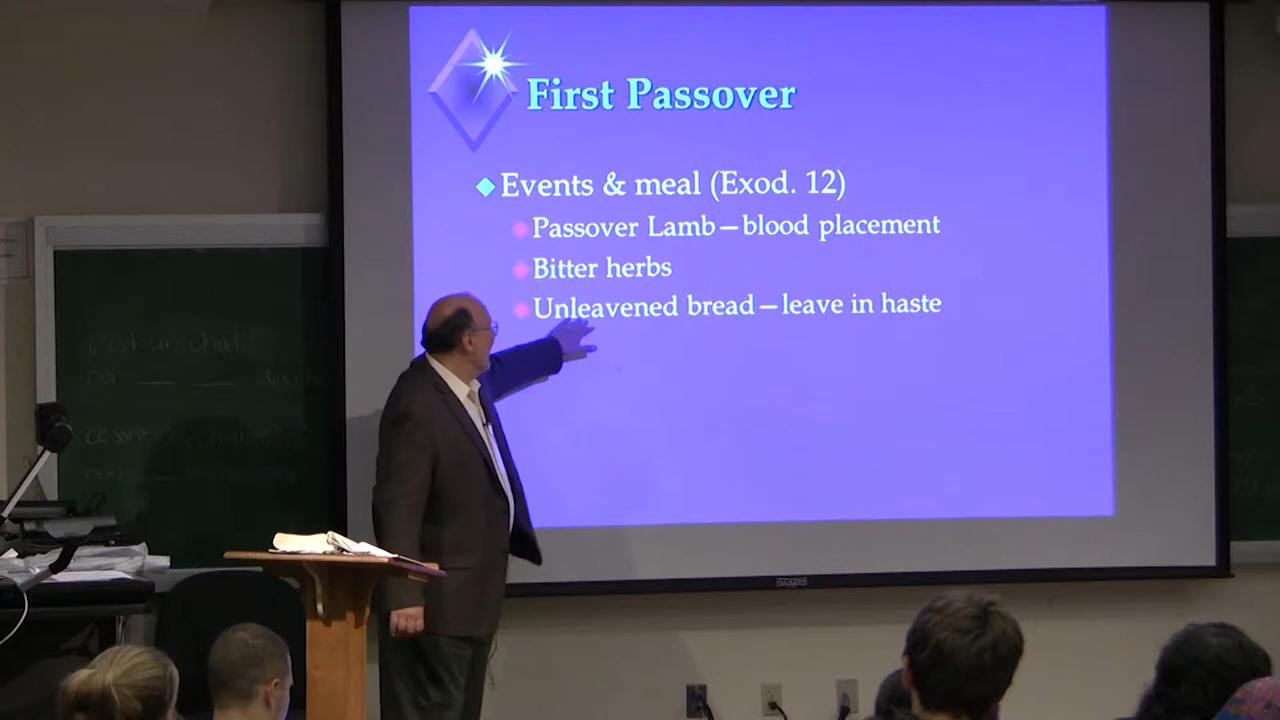 First Passover
Events & meal (Exod. 12)
Passover Lamb—blood placement
Bitter herbs
Unleavened bread—leave in haste